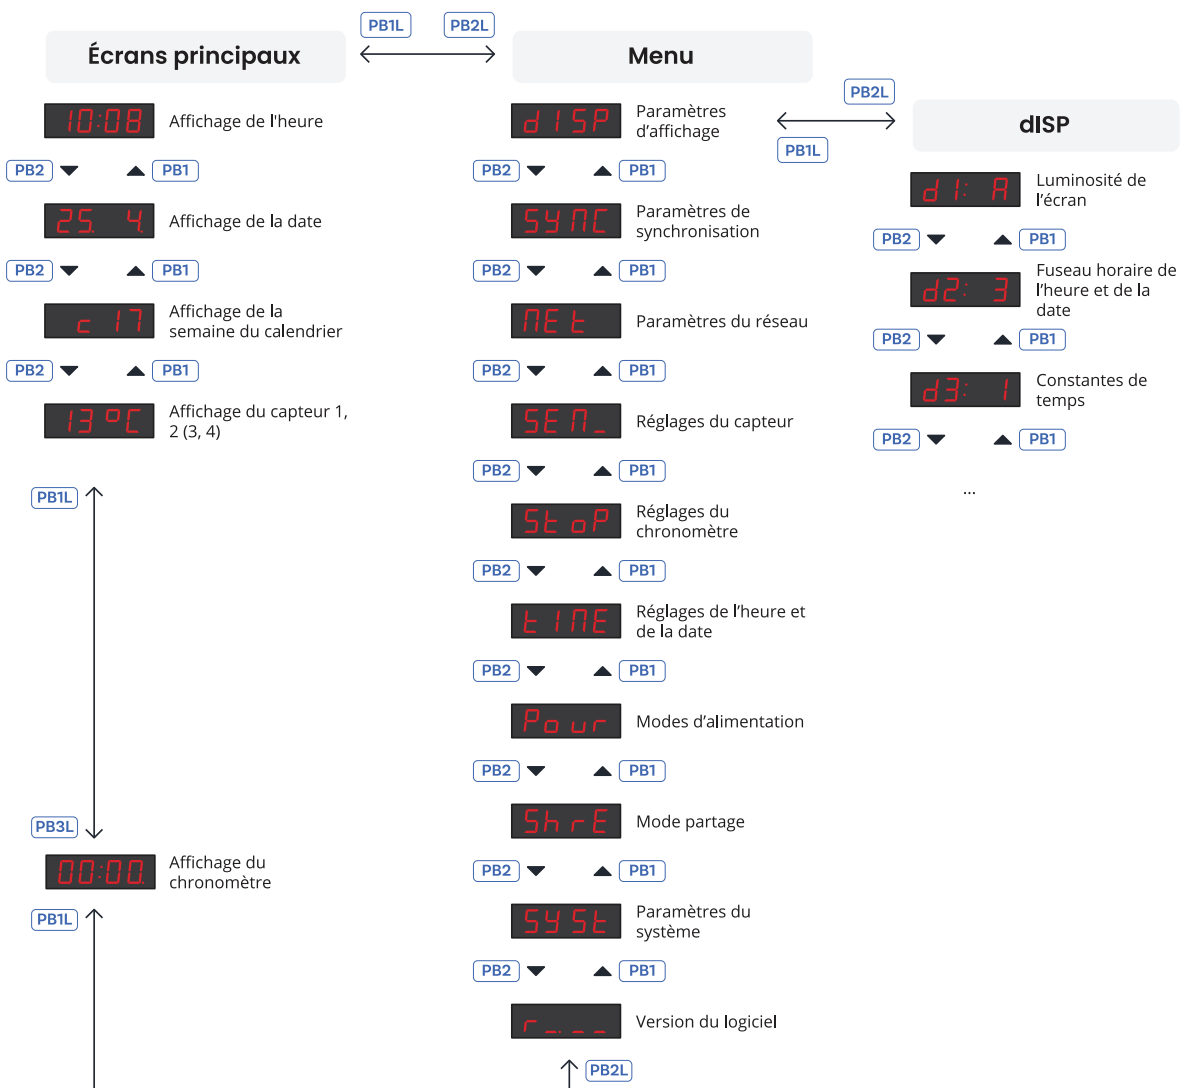 PB1L PB2L
Écrans principaux
Menu
PB2L
PB1L
dISP
10:08
Affichage de l'heure
PB2 PB1
25. 4.
Affichage de la date
PB2 PB1
c 17
Affichage de la
semaine du calendrier
PB2 PB1
13 °C
Affichage du capteur 1,
2 (3, 4)
PB1L
PB3L
00:00.
Affichage du
chronomètre
PB1L
dISP
Paramètres
d’affichage
PB2 PB1
SYNC
Paramètres de
synchronisation
PB2 PB1
NEt
Paramètres du réseau
PB2 PB1
SEN_
Réglages du capteur
PB2 PB1
StoP
Réglages du
chronomètre
PB2 PB1
tIME
Réglages de l’heure et
de la date
PB2 PB1
Pour
Modes d’alimentation
PB2 PB1
ShrE
Mode partage
PB2 PB1
SYSt
Paramètres du
système
PB2 PB1
r _._ _
Version du logiciel
PB2L
d1: A
Luminosité de
l’écran
PB2 PB1
d2: 3
Fuseau horaire de
l’heure et de la
date
PB2 PB1
d3: 1
Constantes de
temps
PB2 PB1
...